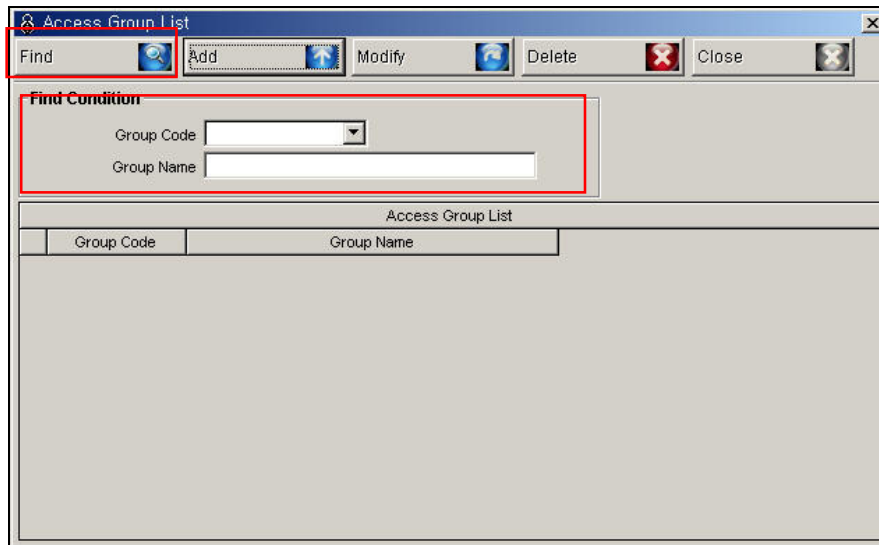 Access Group List
Find Add Modify Delete Close
Find Condition
Group Code
Group Name
Access Group List
Group Code Group Name